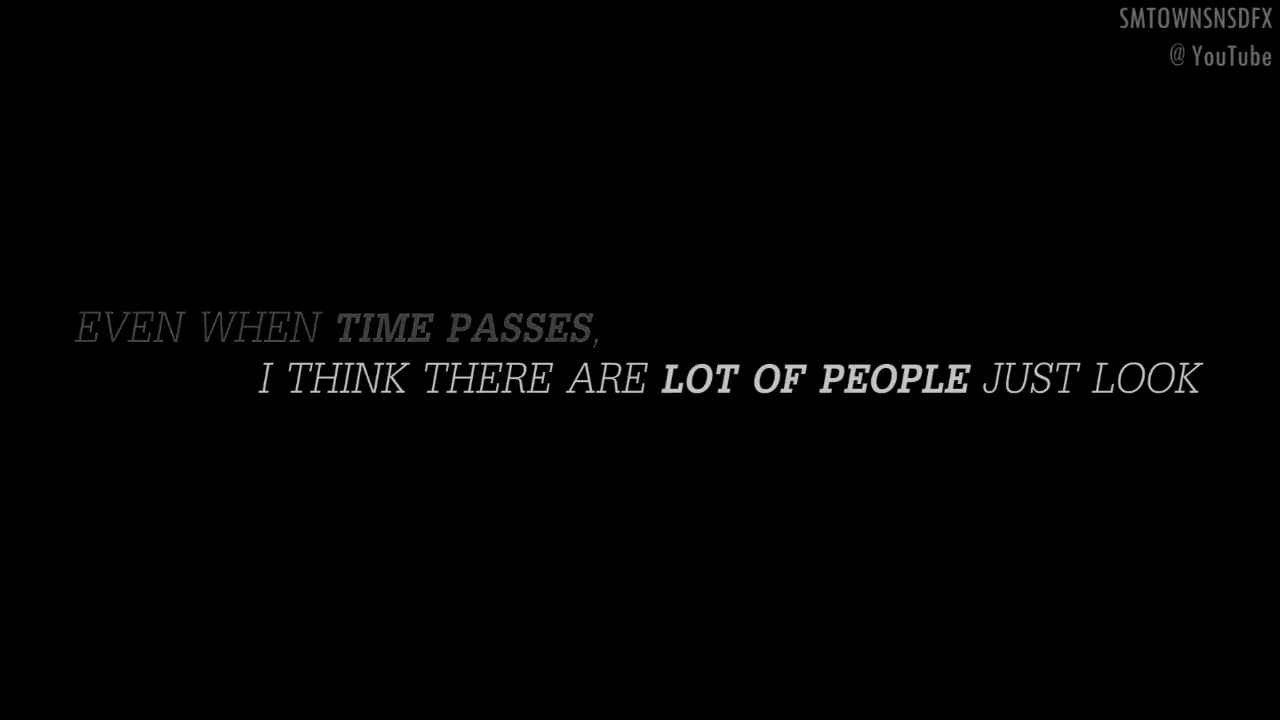 SMTOWNSNSDFX
@ YouTube
EVEN WHEN TIME PASSES,
I THINK THERE ARE LOT OF PEOPLE JUST LOOK